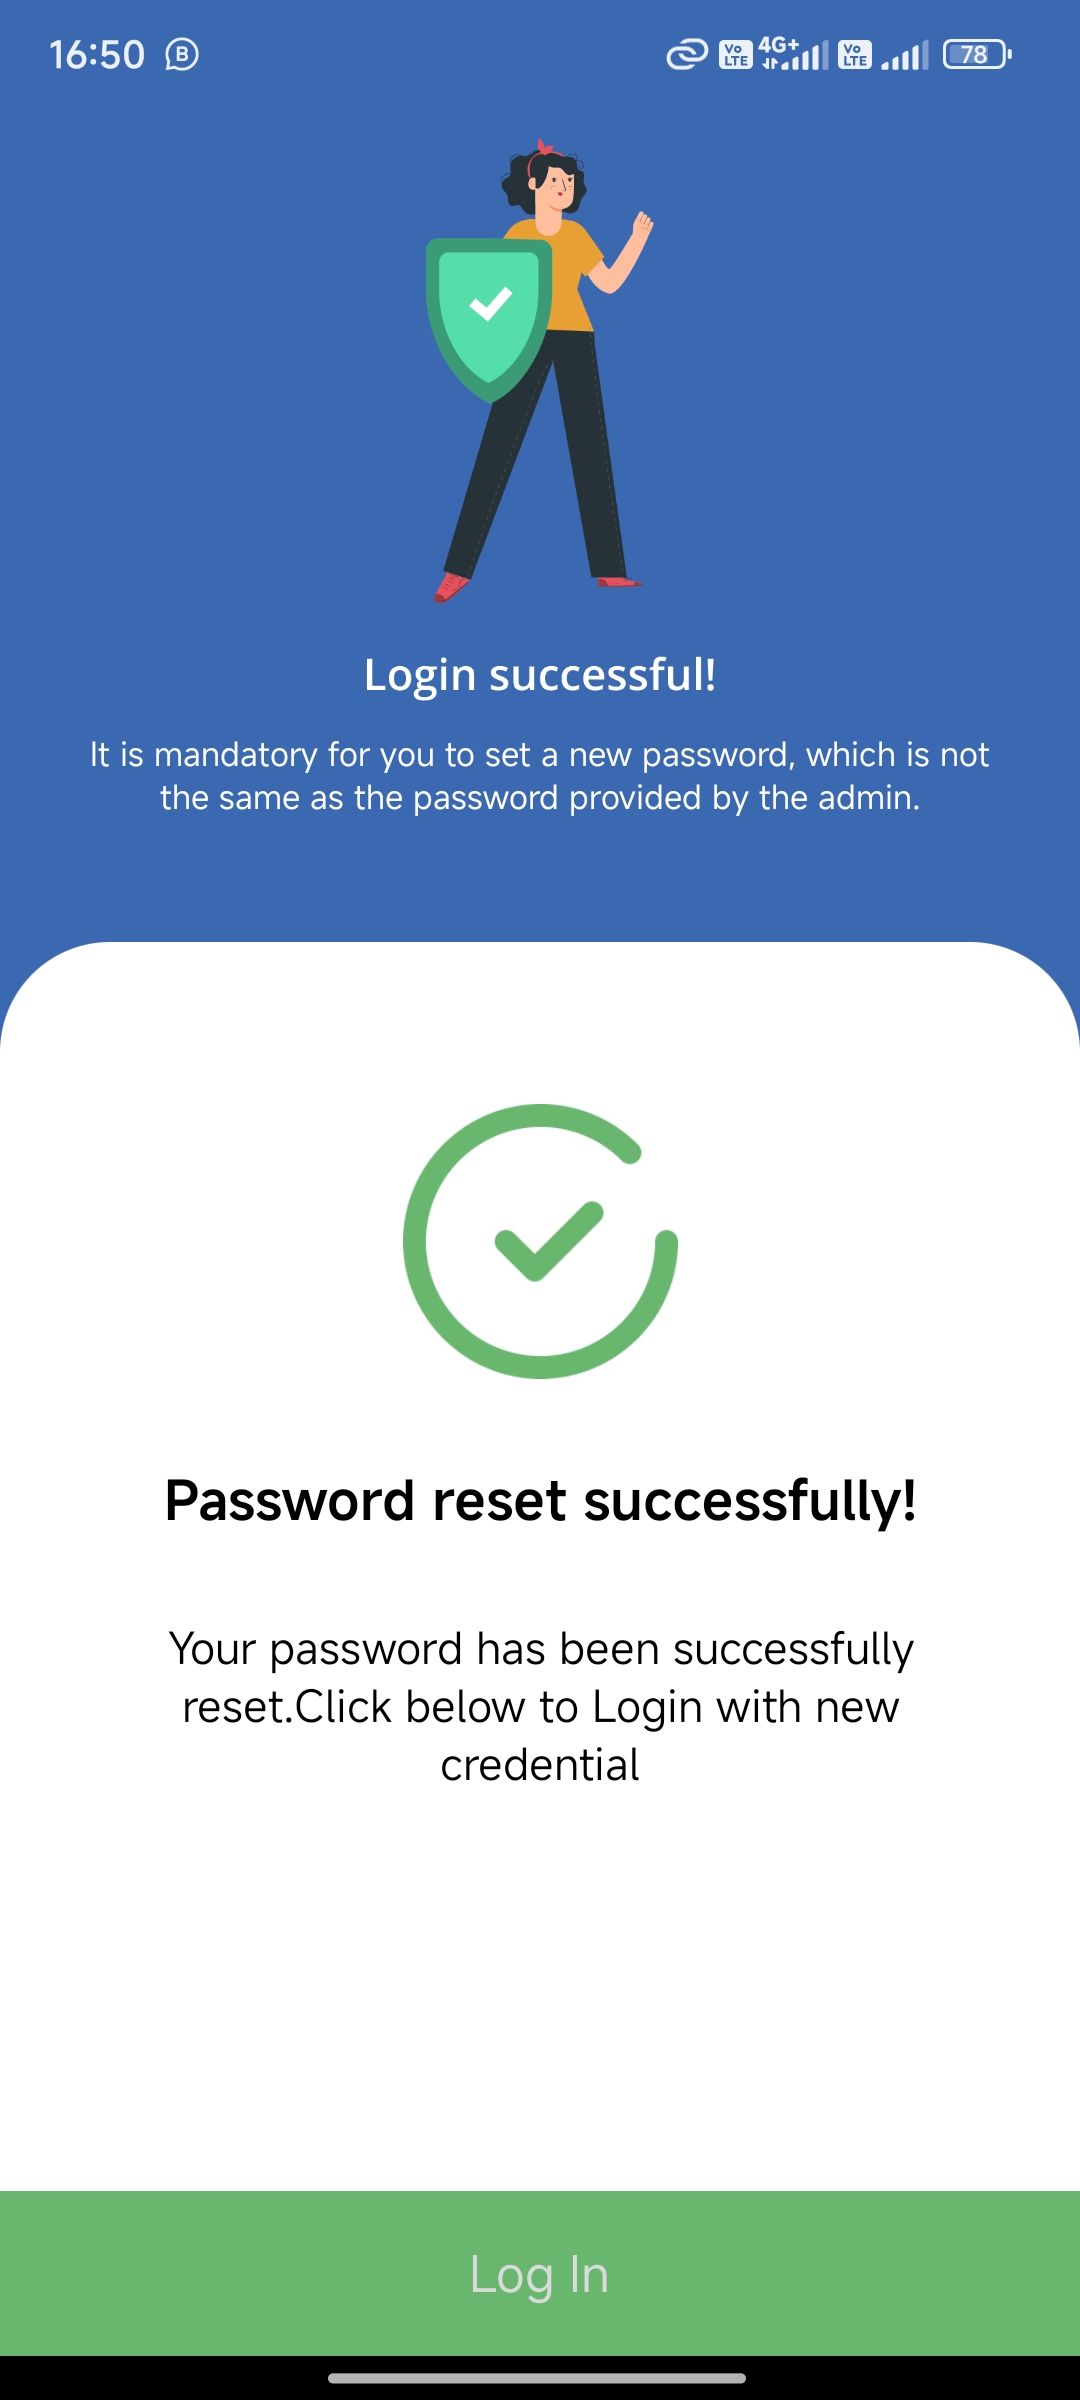 16:50 B Vo LTE 4G+ Vo LTE 78
Login successful!
It is mandatory for you to set a new password, which is not
the same as the password provided by the admin.
Password reset successfully!
Your password has been successfully
reset.Click below to Login with new
credential
Log In